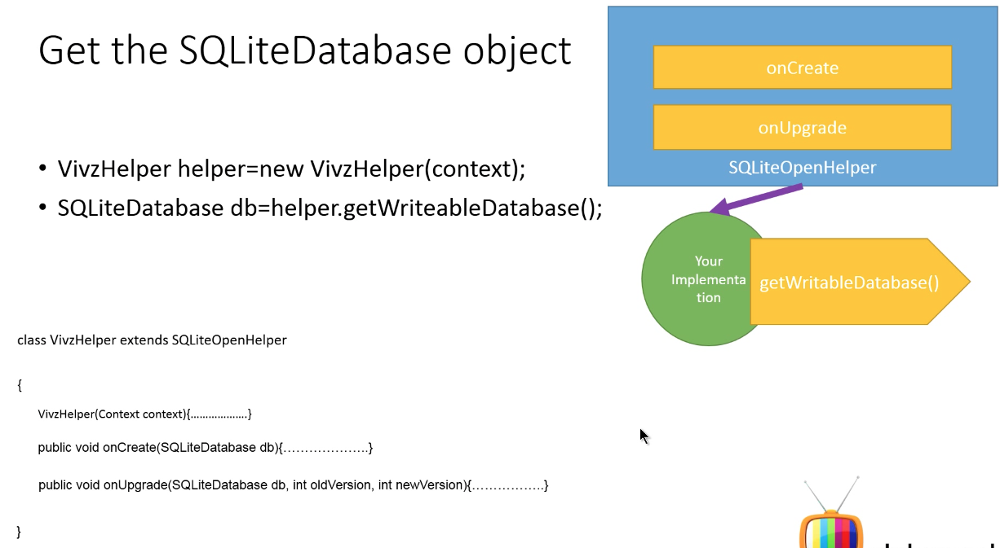 Get the SQLiteDatabase object
onCreate
onUpgrade
SQLiteOpenHelper
• VivzHelper helper=new VivzHelper(context);
• SQLiteDatabase db=helper.getWriteableDatabase();
Your
Implementa
tion
getWritableDatabase()
class VivzHelper extends SQLiteOpenHelper
{
VivzHelper(Context context){……………….}
public void onCreate(SQLiteDatabase db){………………..}
public void onUpgrade(SQLiteDatabase db, int oldVersion, int newVersion){……………..}
}